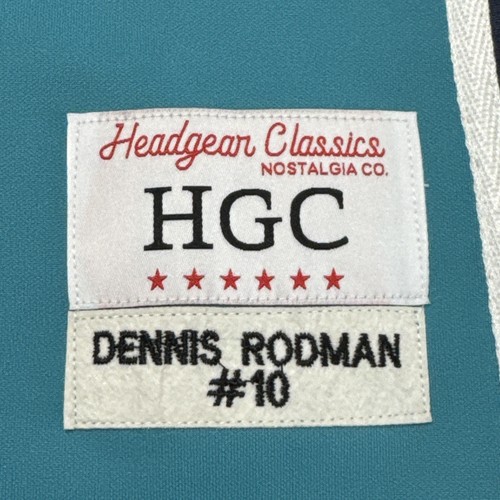 Headgear Classics
NOSTALGIA CO.
HGC
DENNIS RODMAN
#10